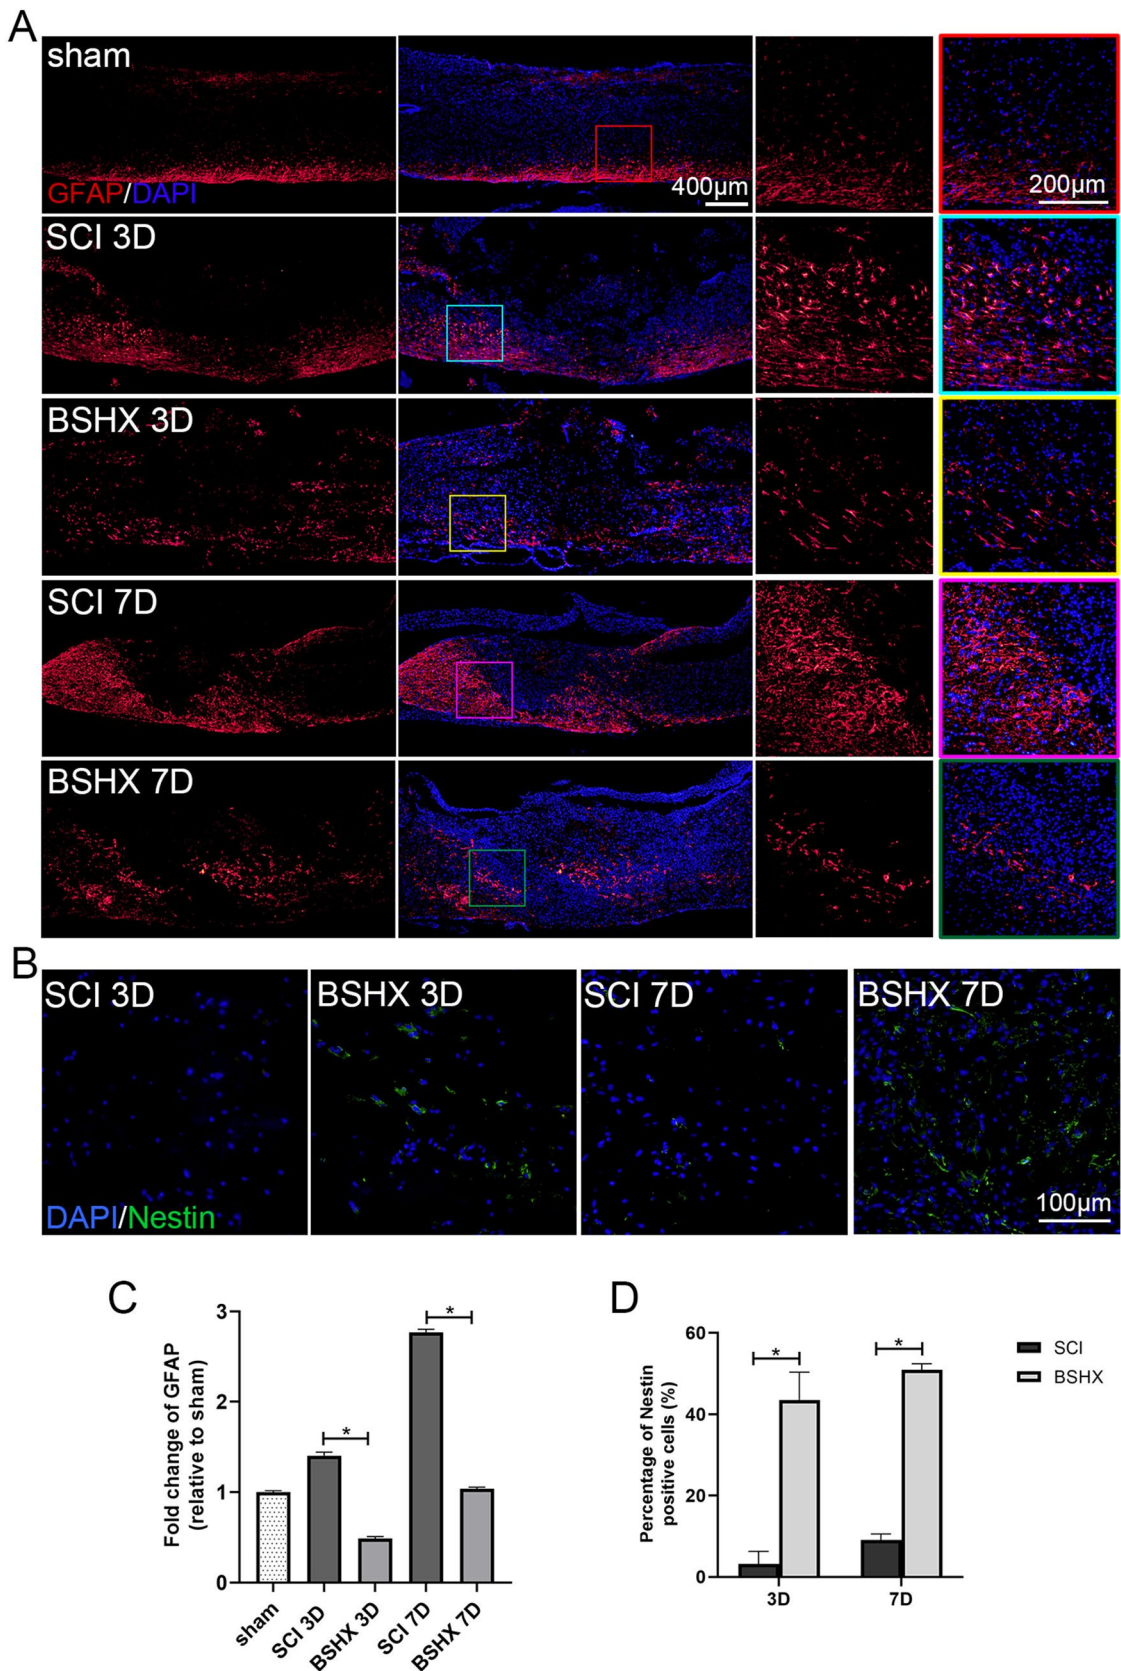 A
sham
GFAP/DAPI
400μm
200μm
SCI 3D
BSHX 3D
SCI 7D
BSHX 7D
B
SCI 3D
BSHX 3D
SCI 7D
BSHX 7D
DAPI/Nestin
100μm
C
Fold change of GFAP
(relative to sham)
3
2
1
0
*
*
sham
SCI 3D
BSHX 3D
SCI 7D
BSHX 7D
D
Percentage of Nestin
positive cells (%)
60
40
20
0
*
*
3D
7D
SCI
BSHX